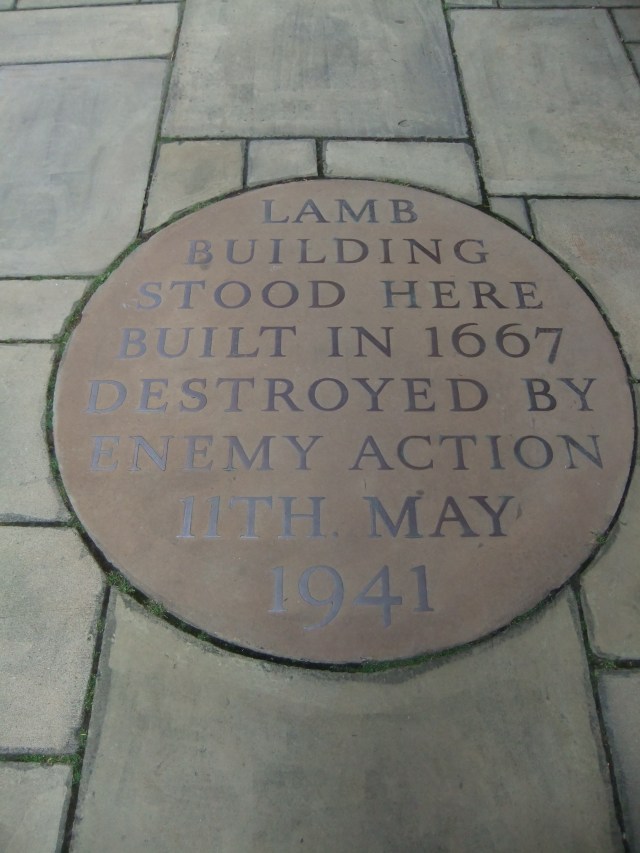 LAMB
BUILDING
STOOD HERE
BUILT IN 1667
DESTROYED BY
ENEMY ACTION
11TH. MAY
1941